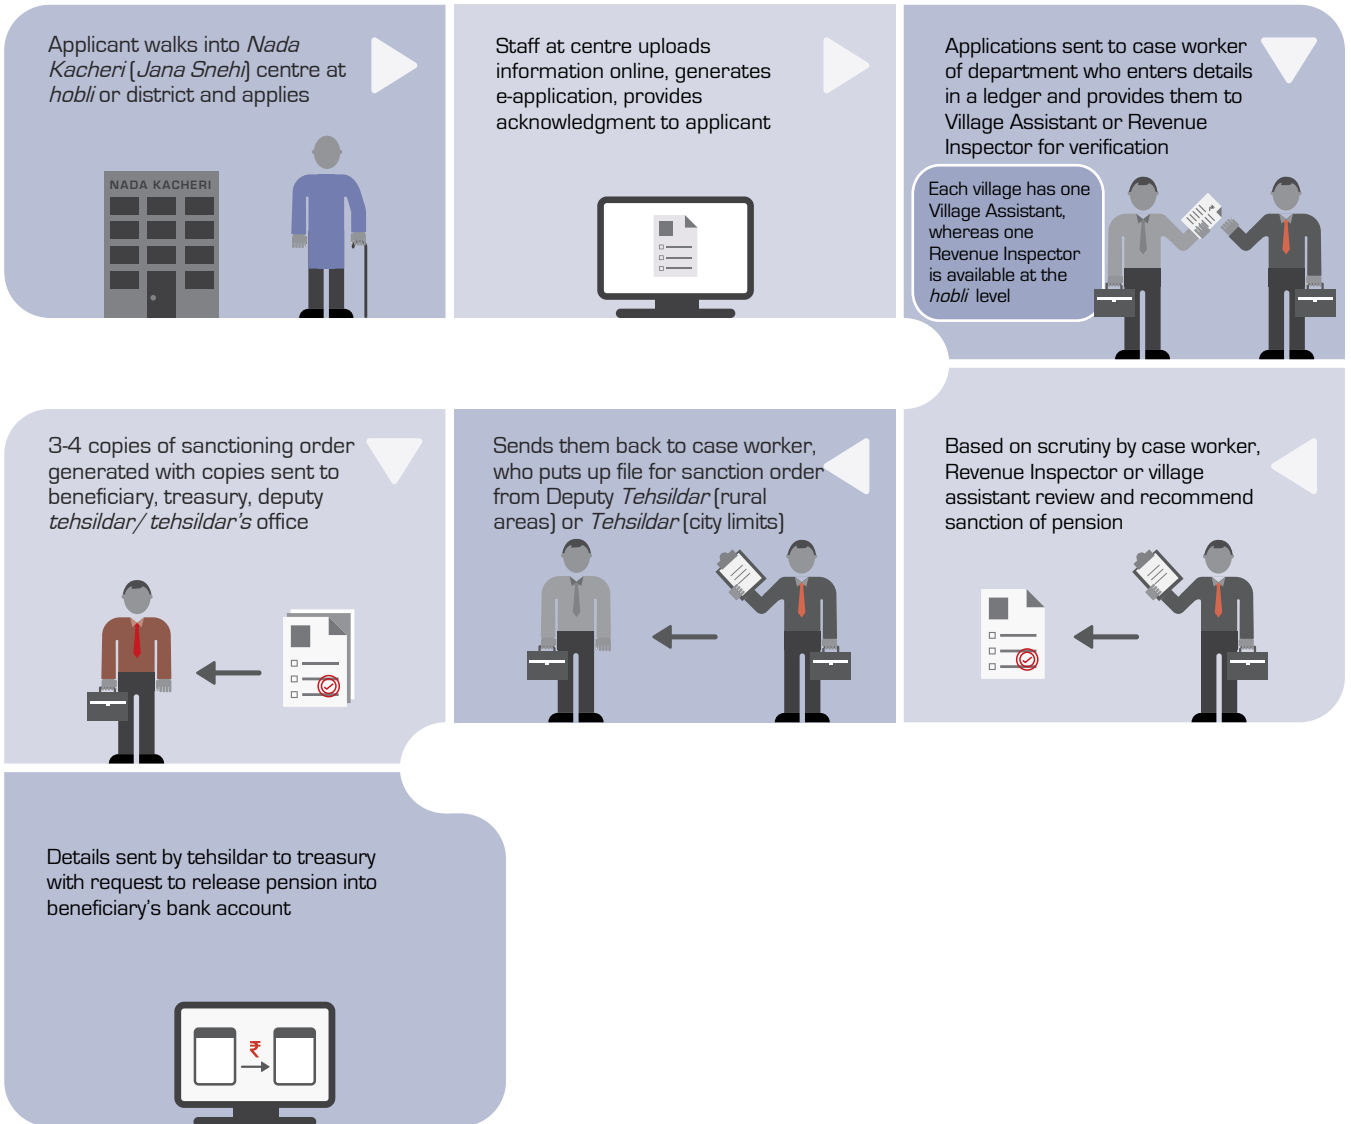 Applicant walks into Nada
Kacheri (Jana Snehi) centre at
hobli or district and applies
NADA KACHERI
Staff at centre uploads
information online, generates
e-application, provides
acknowledgment to applicant
Applications sent to case worker
of department who enters details
in a ledger and provides them to
Village Assistant or Revenue
Inspector for verification
Each village has one
Village Assistant,
whereas one
Revenue Inspector
is available at the
hobli level
Based on scrutiny by case worker,
Revenue Inspector or village
assistant review and recommend
sanction of pension
Sends them back to case worker,
who puts up file for sanction order
from Deputy Tehsildar (rural
areas) or Tehsildar (city limits)
3-4 copies of sanctioning order
generated with copies sent to
beneficiary, treasury, deputy
tehsildar/ tehsildar's office
Details sent by tehsildar to treasury
with request to release pension into
beneficiary's bank account
₹